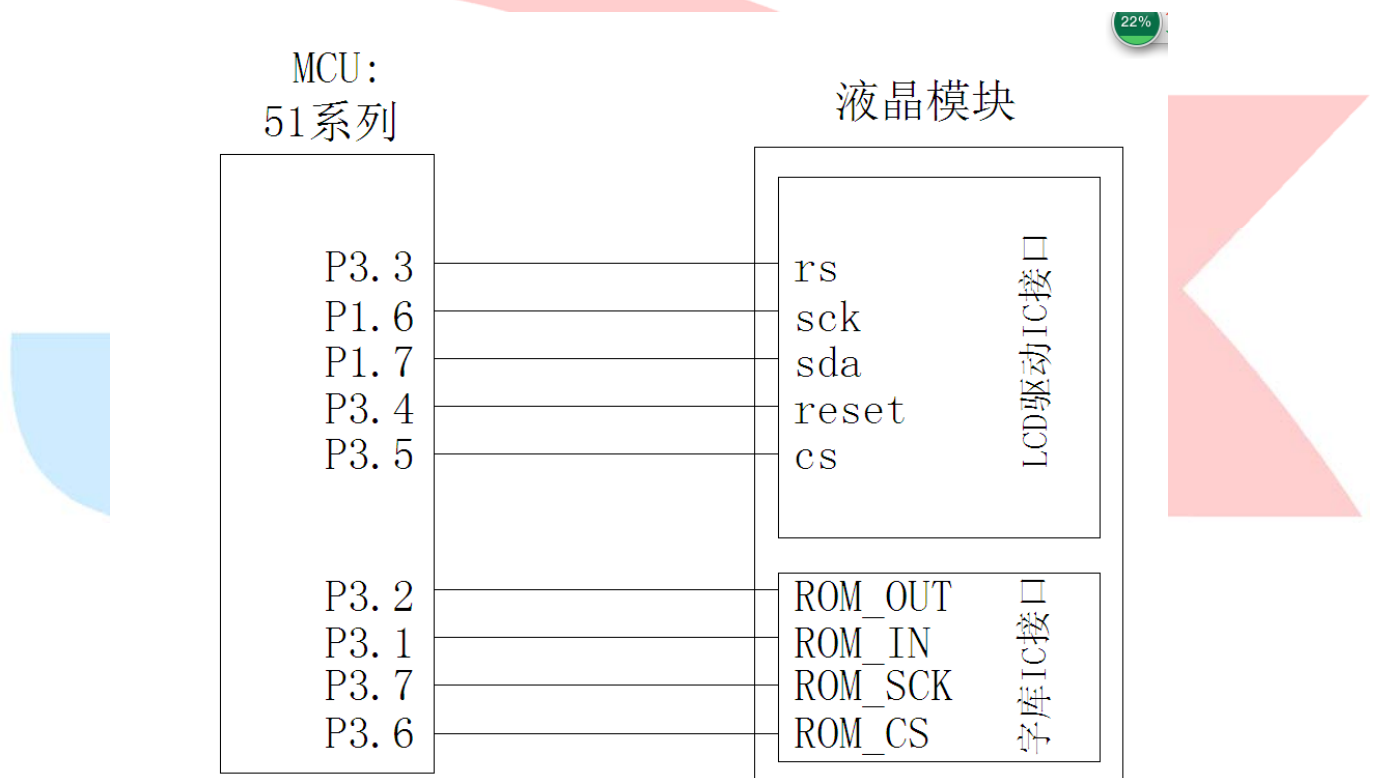 22%
MCU:
51系列
液晶模块
P3.3
P1.6
P1.7
P3.4
P3.5
P3.2
P3.1
P3.7
P3.6
rs
sck
sda
reset
cs
LCD驱动IC接口
ROM_OUT
ROM_IN
ROM_SCK
ROM_CS
字库IC接口